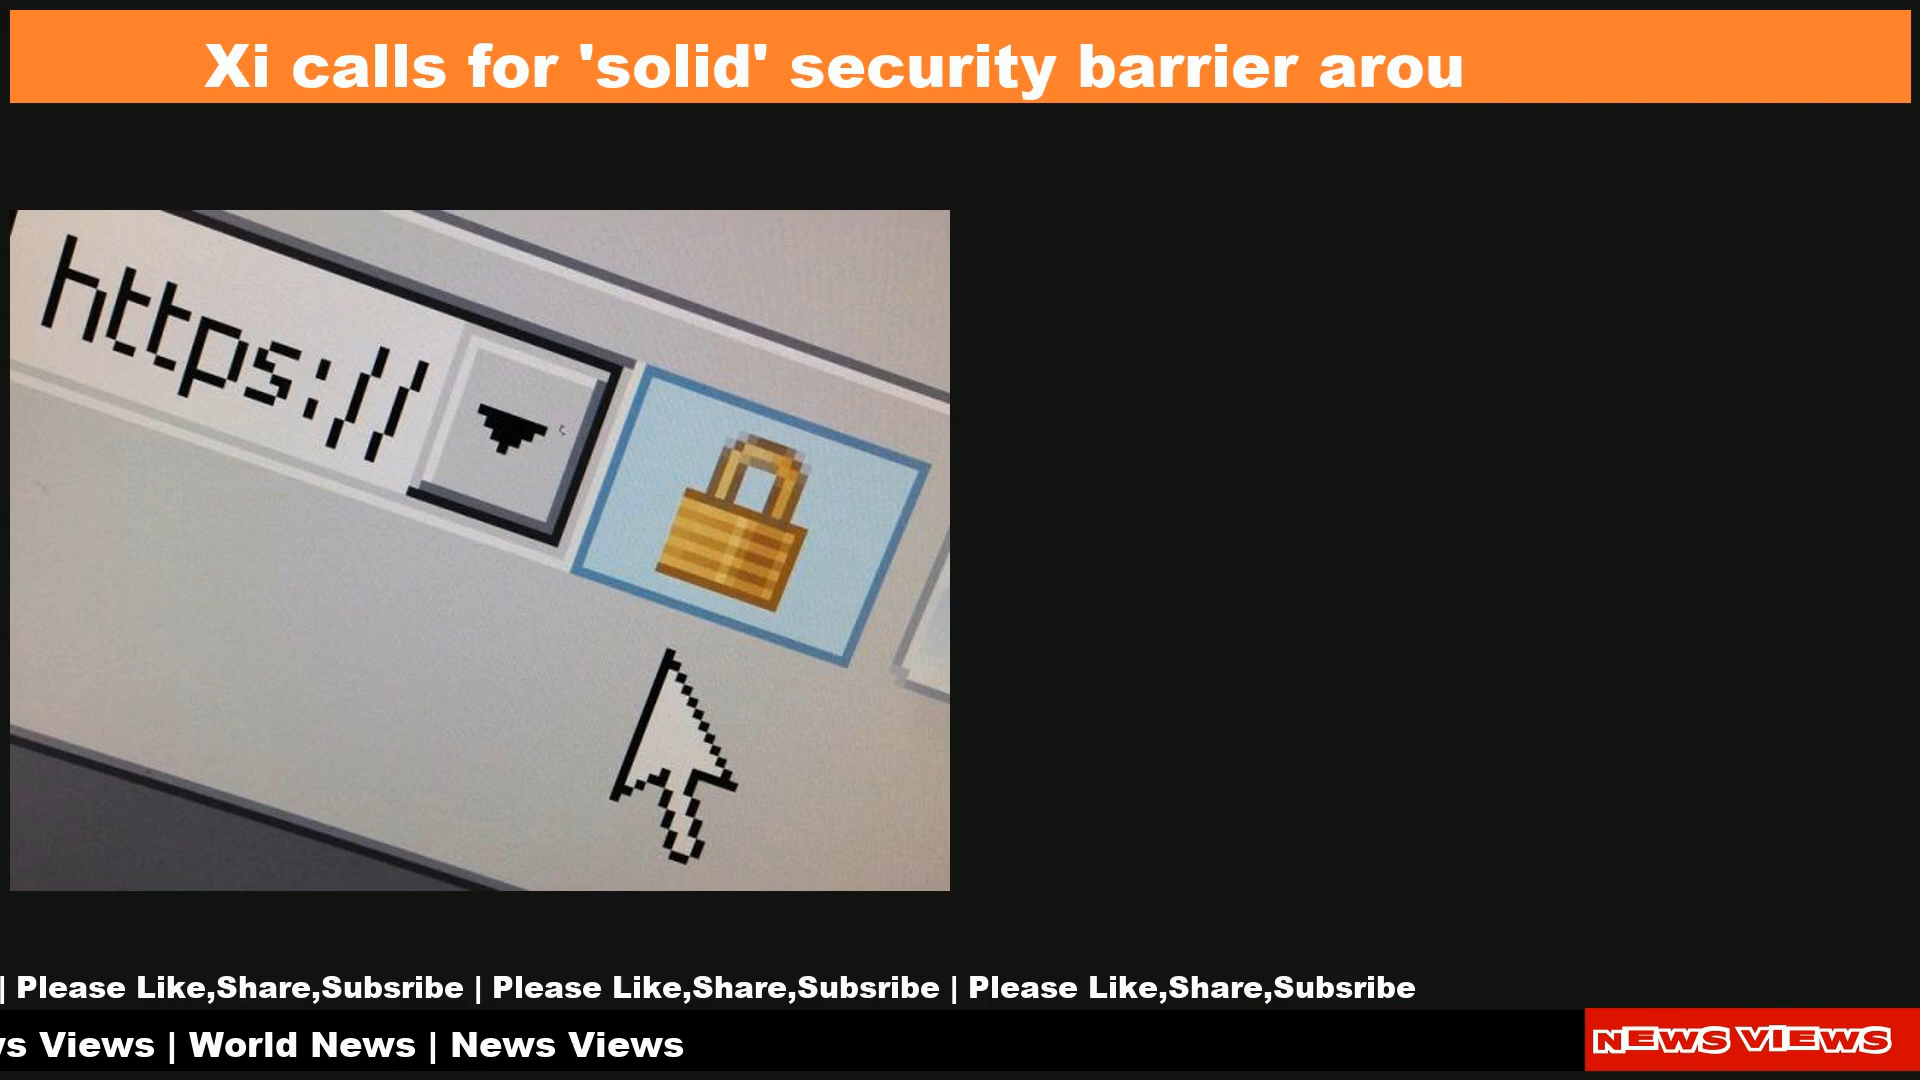 Xi calls for 'solid' security barrier arou
https://
| Please Like,Share,Subsribe | Please Like,Share,Subsribe | Please Like,Share,Subsribe
ws Views | World News | News Views
NEWS VIEWS